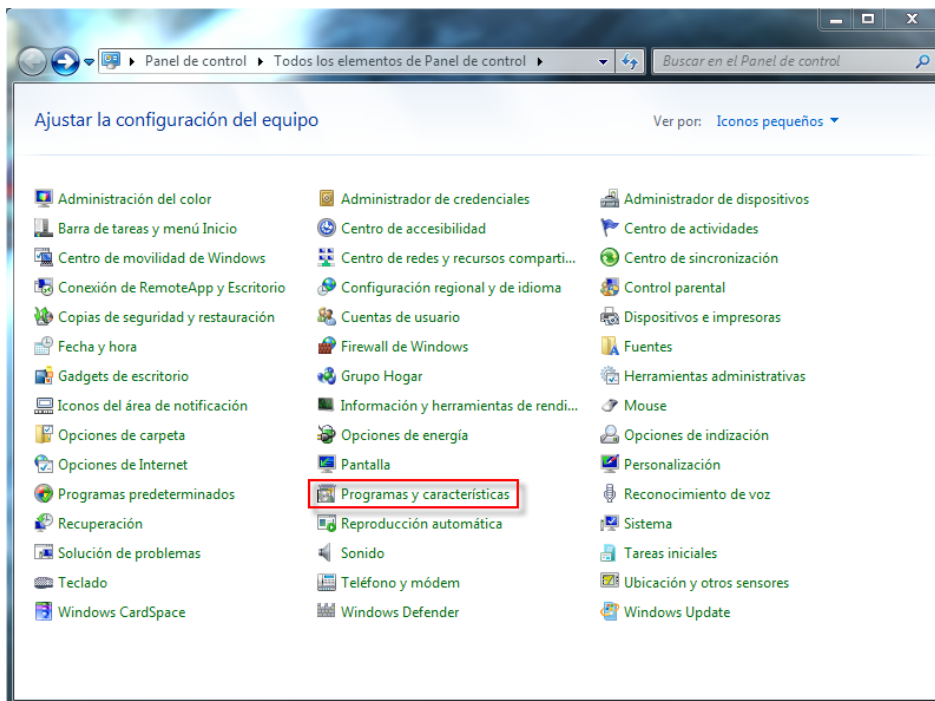 Panel de control Todos los elementos de Panel de control Buscar en el Panel de control
Ajustar la configuración del equipo Ver por: Iconos pequeños
Administración del color Administrador de credenciales Administrador de dispositivos
Barra de tareas y menú Inicio Centro de accesibilidad Centro de actividades
Centro de movilidad de Windows Centro de redes y recursos comparti... Centro de sincronización
Conexión de RemoteApp y Escritorio Configuración regional y de idioma Control parental
Copias de seguridad y restauración Cuentas de usuario Dispositivos e impresoras
Fecha y hora Firewall de Windows Fuentes
Gadgets de escritorio Grupo Hogar Herramientas administrativas
Iconos del área de notificación Información y herramientas de rendi... Mouse
Opciones de carpeta Opciones de energía Opciones de indización
Opciones de Internet Pantalla Personalización
Programas predeterminados Programas y características Reconocimiento de voz
Recuperación Reproducción automática Sistema
Solución de problemas Sonido Tareas iniciales
Teclado Teléfono y módem Ubicación y otros sensores
Windows CardSpace Windows Defender Windows Update